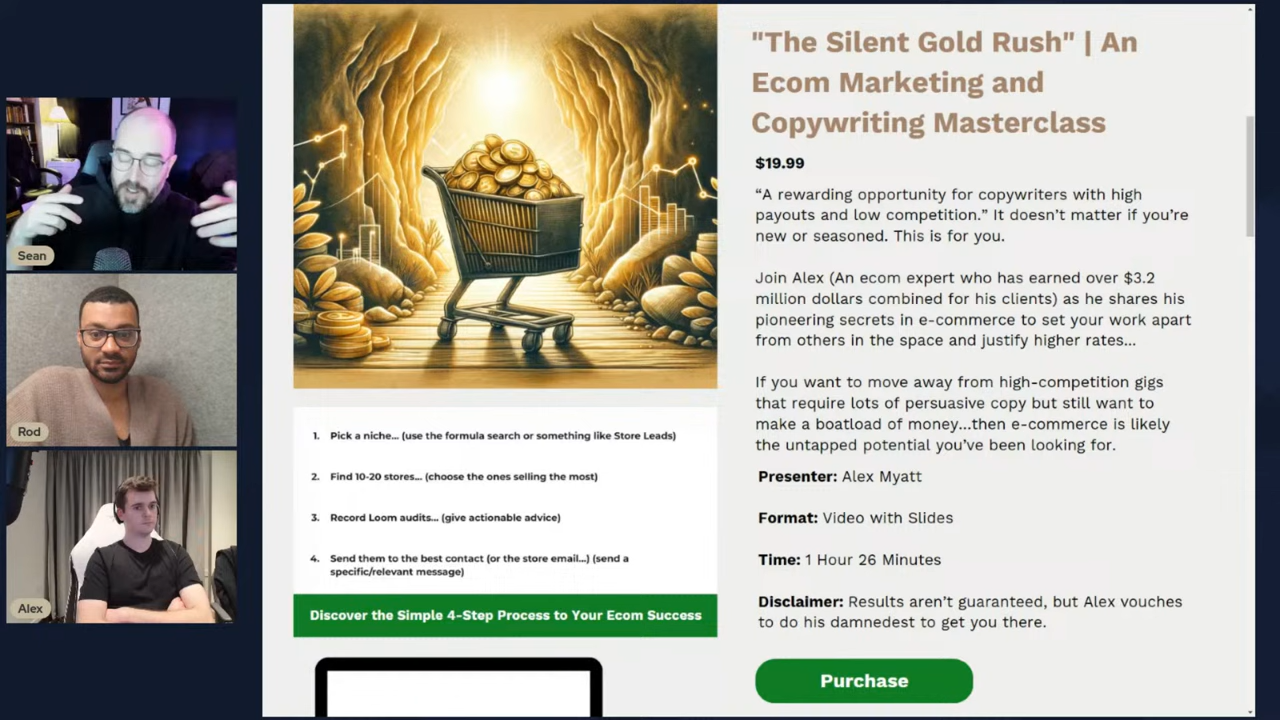 Sean
Rod
Alex
1. Pick a niche... (use the formula search or something like Store Leads)
2. Find 10-20 stores... (choose the ones selling the most)
3. Record Loom audits... (give actionable advice)
4. Send them to the best contact (or the store email...) (send a
specific/relevant message)
Discover the Simple 4-Step Process to Your Ecom Success
"The Silent Gold Rush" | An
Ecom Marketing and
Copywriting Masterclass
$19.99
“A rewarding opportunity for copywriters with high
payouts and low competition.” It doesn’t matter if you’re
new or seasoned. This is for you.
Join Alex (An ecom expert who has earned over $3.2
million dollars combined for his clients) as he shares his
pioneering secrets in e-commerce to set your work apart
from others in the space and justify higher rates...
If you want to move away from high-competition gigs
that require lots of persuasive copy but still want to
make a boatload of money...then e-commerce is likely
the untapped potential you’ve been looking for.
Presenter: Alex Myatt
Format: Video with Slides
Time: 1 Hour 26 Minutes
Disclaimer: Results aren’t guaranteed, but Alex vouches
to do his damnedest to get you there.
Purchase